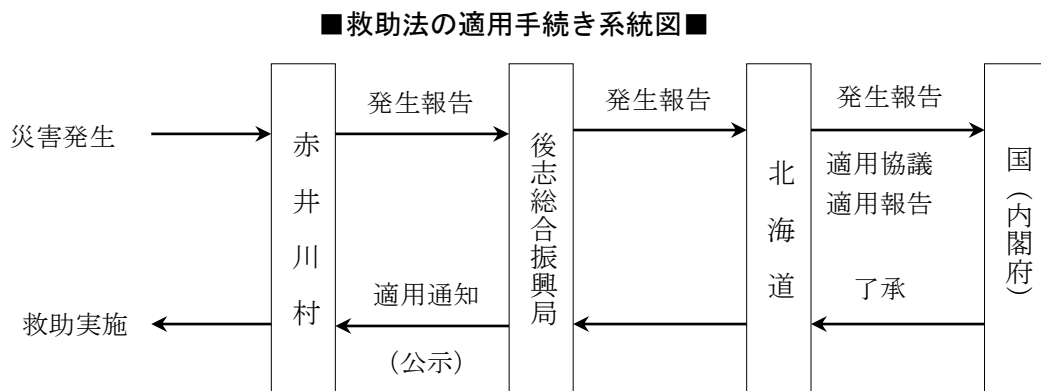 ■救助法の適用手続き系統図■
発生報告
発生報告
発生報告
災害発生
赤井川村
後志総合振興局
北海道
国(内閣府)
適用協議
適用報告
適用通知
了承
救助実施
(公示)